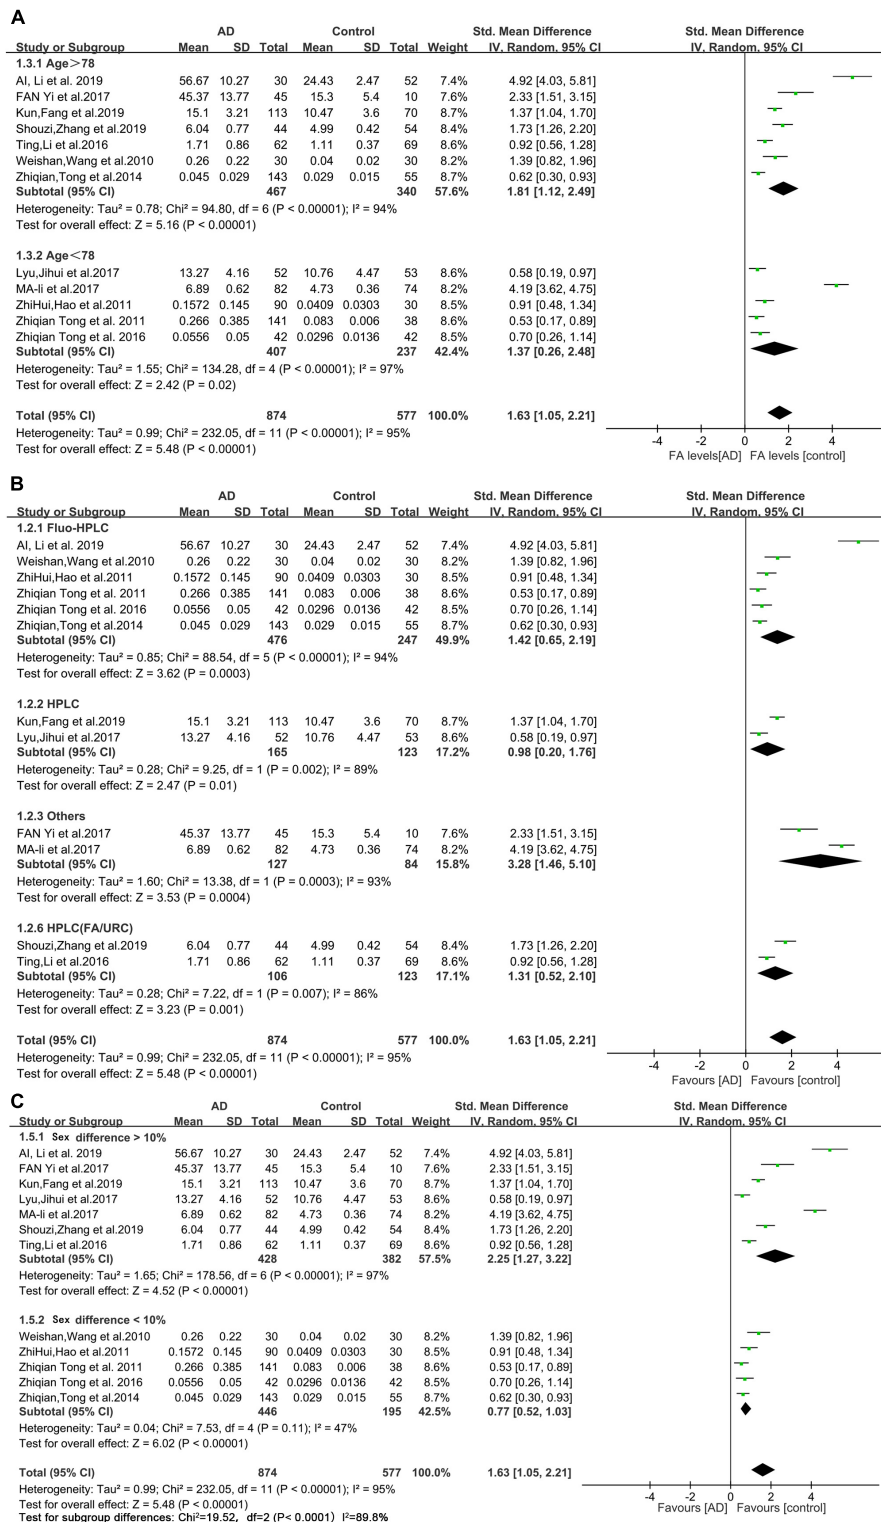 A
AD Control Std. Mean Difference Std. Mean Difference
Study or Subgroup Mean SD Total Mean SD Total Weight IV, Random, 95% CI IV, Random, 95% CI
1.3.1 Age＞78
AI, Li et al. 2019 56.67 10.27 30 24.43 2.47 52 7.4% 4.92 [4.03, 5.81]
FAN Yi et al.2017 45.37 13.77 45 15.3 5.4 10 7.6% 2.33 [1.51, 3.15]
Kun,Fang et al.2019 15.1 3.21 113 10.47 3.6 70 8.7% 1.37 [1.04, 1.70]
Shouzi,Zhang et al.2019 6.04 0.77 44 4.99 0.42 54 8.4% 1.73 [1.26, 2.20]
Ting,Li et al.2016 1.71 0.86 62 1.11 0.37 69 8.6% 0.92 [0.56, 1.28]
Weishan,Wang et al.2010 0.26 0.22 30 0.04 0.02 30 8.2% 1.39 [0.82, 1.96]
Zhiqian,Tong et al.2014 0.045 0.029 143 0.029 0.015 55 8.7% 0.62 [0.30, 0.93]
Subtotal (95% CI) 467 340 57.6% 1.81 [1.12, 2.49]
Heterogeneity: Tau² = 0.78; Chi² = 94.80, df = 6 (P < 0.00001); I² = 94%
Test for overall effect: Z = 5.16 (P < 0.00001)
1.3.2 Age＜78
Lyu,Jihui et al.2017 13.27 4.16 52 10.76 4.47 53 8.6% 0.58 [0.19, 0.97]
MA-li et al.2017 6.89 0.62 82 4.73 0.36 74 8.2% 4.19 [3.62, 4.75]
ZhiHui,Hao et al.2011 0.1572 0.145 90 0.0409 0.0303 30 8.5% 0.91 [0.48, 1.34]
Zhiqian Tong et al. 2011 0.266 0.385 141 0.083 0.006 38 8.6% 0.53 [0.17, 0.89]
Zhiqian Tong et al. 2016 0.0556 0.05 42 0.0296 0.0136 42 8.5% 0.70 [0.26, 1.14]
Subtotal (95% CI) 407 237 42.4% 1.37 [0.26, 2.48]
Heterogeneity: Tau² = 1.55; Chi² = 134.28, df = 4 (P < 0.00001); I² = 97%
Test for overall effect: Z = 2.42 (P = 0.02)
Total (95% CI) 874 577 100.0% 1.63 [1.05, 2.21]
Heterogeneity: Tau² = 0.99; Chi² = 232.05, df = 11 (P < 0.00001); I² = 95%
Test for overall effect: Z = 5.48 (P < 0.00001)
-4 -2 0 2 4
FA levels[AD] FA levels [control]
B
AD Control Std. Mean Difference Std. Mean Difference
Study or Subgroup Mean SD Total Mean SD Total Weight IV, Random, 95% CI IV, Random, 95% CI
1.2.1 Fluo-HPLC
AI, Li et al. 2019 56.67 10.27 30 24.43 2.47 52 7.4% 4.92 [4.03, 5.81]
Weishan,Wang et al.2010 0.26 0.22 30 0.04 0.02 30 8.2% 1.39 [0.82, 1.96]
ZhiHui,Hao et al.2011 0.1572 0.145 90 0.0409 0.0303 30 8.5% 0.91 [0.48, 1.34]
Zhiqian Tong et al. 2011 0.266 0.385 141 0.083 0.006 38 8.6% 0.53 [0.17, 0.89]
Zhiqian Tong et al. 2016 0.0556 0.05 42 0.0296 0.0136 42 8.5% 0.70 [0.26, 1.14]
Zhiqian,Tong et al.2014 0.045 0.029 143 0.029 0.015 55 8.7% 0.62 [0.30, 0.93]
Subtotal (95% CI) 476 247 49.9% 1.42 [0.65, 2.19]
Heterogeneity: Tau² = 0.85; Chi² = 88.54, df = 5 (P < 0.00001); I² = 94%
Test for overall effect: Z = 3.62 (P = 0.0003)
1.2.2 HPLC
Kun,Fang et al.2019 15.1 3.21 113 10.47 3.6 70 8.7% 1.37 [1.04, 1.70]
Lyu,Jihui et al.2017 13.27 4.16 52 10.76 4.47 53 8.6% 0.58 [0.19, 0.97]
Subtotal (95% CI) 165 123 17.2% 0.98 [0.20, 1.76]
Heterogeneity: Tau² = 0.28; Chi² = 9.25, df = 1 (P = 0.002); I² = 89%
Test for overall effect: Z = 2.47 (P = 0.01)
1.2.3 Others
FAN Yi et al.2017 45.37 13.77 45 15.3 5.4 10 7.6% 2.33 [1.51, 3.15]
MA-li et al.2017 6.89 0.62 82 4.73 0.36 74 8.2% 4.19 [3.62, 4.75]
Subtotal (95% CI) 127 84 15.8% 3.28 [1.46, 5.10]
Heterogeneity: Tau² = 1.60; Chi² = 13.38, df = 1 (P = 0.0003); I² = 93%
Test for overall effect: Z = 3.53 (P = 0.0004)
1.2.6 HPLC(FA/URC)
Shouzi,Zhang et al.2019 6.04 0.77 44 4.99 0.42 54 8.4% 1.73 [1.26, 2.20]
Ting,Li et al.2016 1.71 0.86 62 1.11 0.37 69 8.6% 0.92 [0.56, 1.28]
Subtotal (95% CI) 106 123 17.1% 1.31 [0.52, 2.10]
Heterogeneity: Tau² = 0.28; Chi² = 7.22, df = 1 (P = 0.007); I² = 86%
Test for overall effect: Z = 3.23 (P = 0.001)
Total (95% CI) 874 577 100.0% 1.63 [1.05, 2.21]
Heterogeneity: Tau² = 0.99; Chi² = 232.05, df = 11 (P < 0.00001); I² = 95%
Test for overall effect: Z = 5.48 (P < 0.00001)
-4 -2 0 2 4
Favours [AD] Favours [control]
C
AD Control Std. Mean Difference Std. Mean Difference
Study or Subgroup Mean SD Total Mean SD Total Weight IV, Random, 95% CI IV, Random, 95% CI
1.5.1 Sex difference > 10%
AI, Li et al. 2019 56.67 10.27 30 24.43 2.47 52 7.4% 4.92 [4.03, 5.81]
FAN Yi et al.2017 45.37 13.77 45 15.3 5.4 10 7.6% 2.33 [1.51, 3.15]
Kun,Fang et al.2019 15.1 3.21 113 10.47 3.6 70 8.7% 1.37 [1.04, 1.70]
Lyu,Jihui et al.2017 13.27 4.16 52 10.76 4.47 53 8.6% 0.58 [0.19, 0.97]
MA-li et al.2017 6.89 0.62 82 4.73 0.36 74 8.2% 4.19 [3.62, 4.75]
Shouzi,Zhang et al.2019 6.04 0.77 44 4.99 0.42 54 8.4% 1.73 [1.26, 2.20]
Ting,Li et al.2016 1.71 0.86 62 1.11 0.37 69 8.6% 0.92 [0.56, 1.28]
Subtotal (95% CI) 428 382 57.5% 2.25 [1.27, 3.22]
Heterogeneity: Tau² = 1.65; Chi² = 178.56, df = 6 (P < 0.00001); I² = 97%
Test for overall effect: Z = 4.52 (P < 0.00001)
1.5.2 Sex difference < 10%
Weishan,Wang et al.2010 0.26 0.22 30 0.04 0.02 30 8.2% 1.39 [0.82, 1.96]
ZhiHui,Hao et al.2011 0.1572 0.145 90 0.0409 0.0303 30 8.5% 0.91 [0.48, 1.34]
Zhiqian Tong et al. 2011 0.266 0.385 141 0.083 0.006 38 8.6% 0.53 [0.17, 0.89]
Zhiqian Tong et al. 2016 0.0556 0.05 42 0.0296 0.0136 42 8.5% 0.70 [0.26, 1.14]
Zhiqian,Tong et al.2014 0.045 0.029 143 0.029 0.015 55 8.7% 0.62 [0.30, 0.93]
Subtotal (95% CI) 446 195 42.5% 0.77 [0.52, 1.03]
Heterogeneity: Tau² = 0.04; Chi² = 7.53, df = 4 (P = 0.11); I² = 47%
Test for overall effect: Z = 6.02 (P < 0.00001)
Total (95% CI) 874 577 100.0% 1.63 [1.05, 2.21]
Heterogeneity: Tau² = 0.99; Chi² = 232.05, df = 11 (P < 0.00001); I² = 95%
Test for overall effect: Z = 5.48 (P < 0.00001)
Test for subgroup differences: Chi²=19.52, df=2 (P < 0.0001) I²=89.8%
-4 -2 0 2 4
Favours [AD] Favours [control]